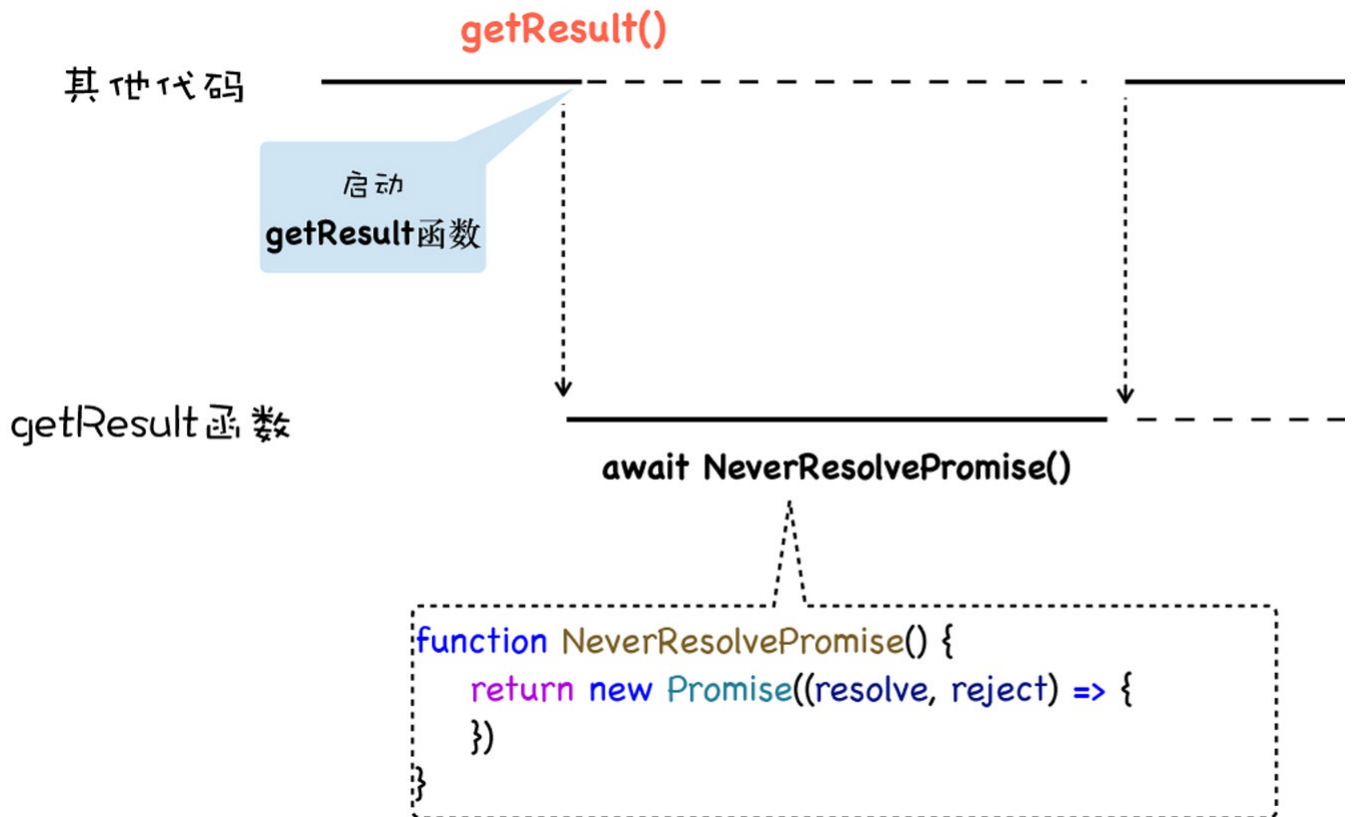 getResult()
其他代码
启动
getResult函数
getResult函数
await NeverResolvePromise()
function NeverResolvePromise() {
return new Promise((resolve, reject) => {
})
}